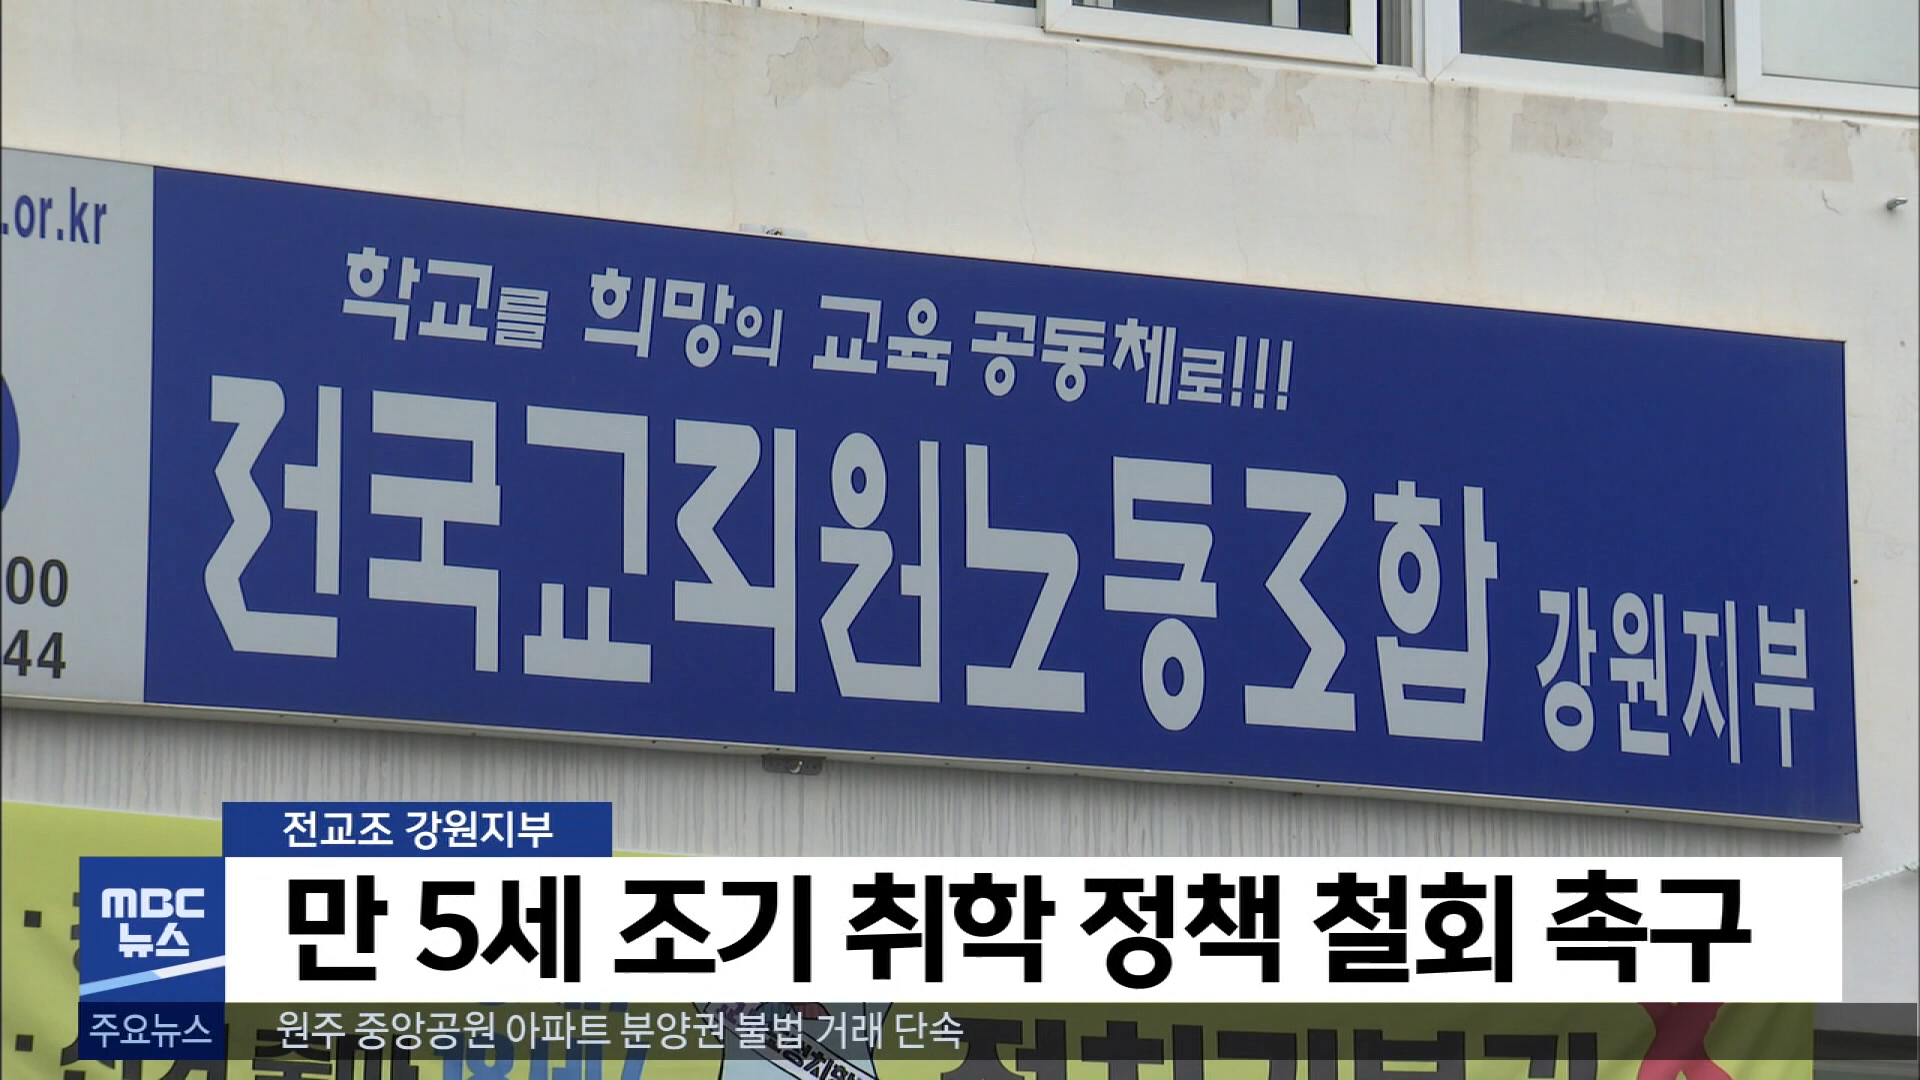 .or.kr
학교를 희망의 교육 공동체로!!!
전국교직원노동조합 강원지부
00
44
전교조 강원지부
MBC
뉴스
만 5세 조기 취학 정책 철회 촉구
주요뉴스
원주 중앙공원 아파트 분양권 불법 거래 단속